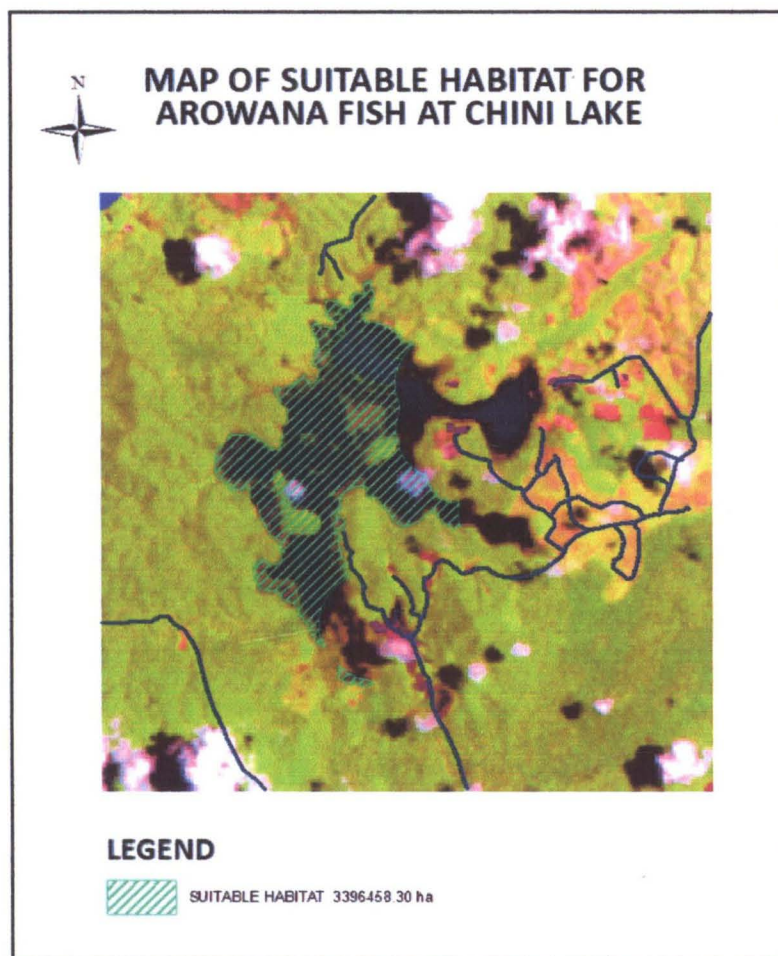 N
MAP OF SUITABLE HABITAT FOR
AROWANA FISH AT CHINI LAKE
LEGEND
SUITABLE HABITAT 3396458.30 ha